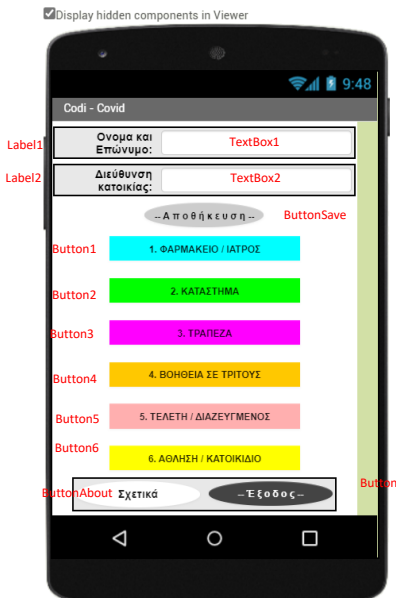 Display hidden components in Viewer
9:48
Codi - Covid
Label1
Ονομα και
Επώνυμο:
TextBox1
Label2
Διεύθυνση
κατοικίας:
TextBox2
-- Α π ο θ ή κ ε υ σ η --
ButtonSave
Button1
1. ΦΑΡΜΑΚΕΙΟ / ΙΑΤΡΟΣ
Button2
2. ΚΑΤΑΣΤΗΜΑ
Button3
3. ΤΡΑΠΕΖΑ
Button4
4. ΒΟΗΘΕΙΑ ΣΕ ΤΡΙΤΟΥΣ
Button5
5. ΤΕΛΕΤΗ / ΔΙΑΖΕΥΓΜΕΝΟΣ
Button6
6. ΑΘΛΗΣΗ / ΚΑΤΟΙΚΙΔΙΟ
ButtonAbout
Σχετικά
-- Έ ξ ο δ ο ς --
Button